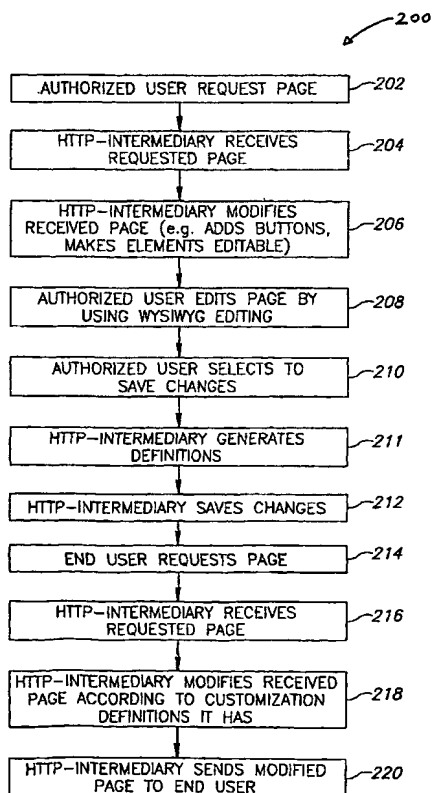 200
.AUTHORIZED USER REQUEST PAGE
202
HTTP-INTERMEDIARY RECEIVES
REQUESTED PAGE
204
HTTP-INTERMEDIARY MODIFIES
RECEIVED PAGE (e.g. ADDS BUTTONS,
MAKES ELEMENTS EDITABLE)
206
AUTHORIZED USER EDITS PAGE BY
USING WYSIWYG EDITING
208
AUTHORIZED USER SELECTS TO
SAVE CHANGES
210
HTTP-INTERMEDIARY GENERATES
DEFINITIONS
211
HTTP-INTERMEDIARY SAVES CHANGES
212
END USER REQUESTS PAGE
214
HTTP-INTERMEDIARY RECEIVES
REQUESTED PAGE
216
HTTP-INTERMEDIARY MODIFIES RECEIVED
PAGE ACCORDING TO CUSTOMIZATION
DEFINITIONS IT HAS
218
HTTP-INTERMEDIARY SENDS MODIFIED
PAGE TO END USER
220